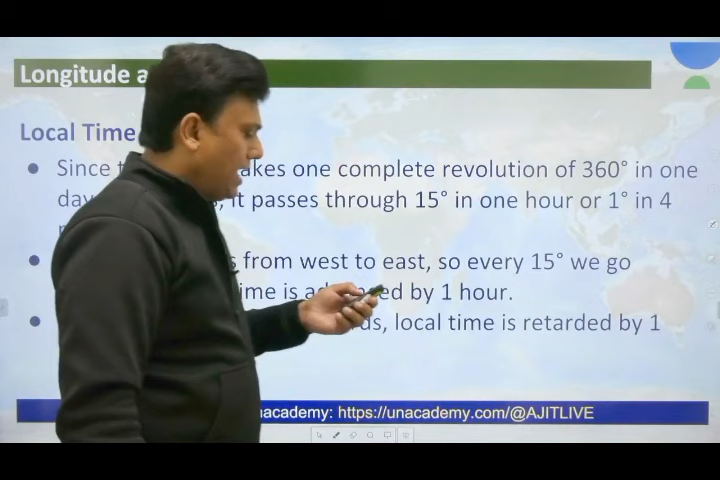 Longitude a
Local Time
● Since t akes one complete revolution of 360° in one
day , it passes through 15° in one hour or 1° in 4
● s from west to east, so every 15° we go
ime is ad ed by 1 hour.
● ds, local time is retarded by 1
academy: https://unacademy.com/@AJITLIVE